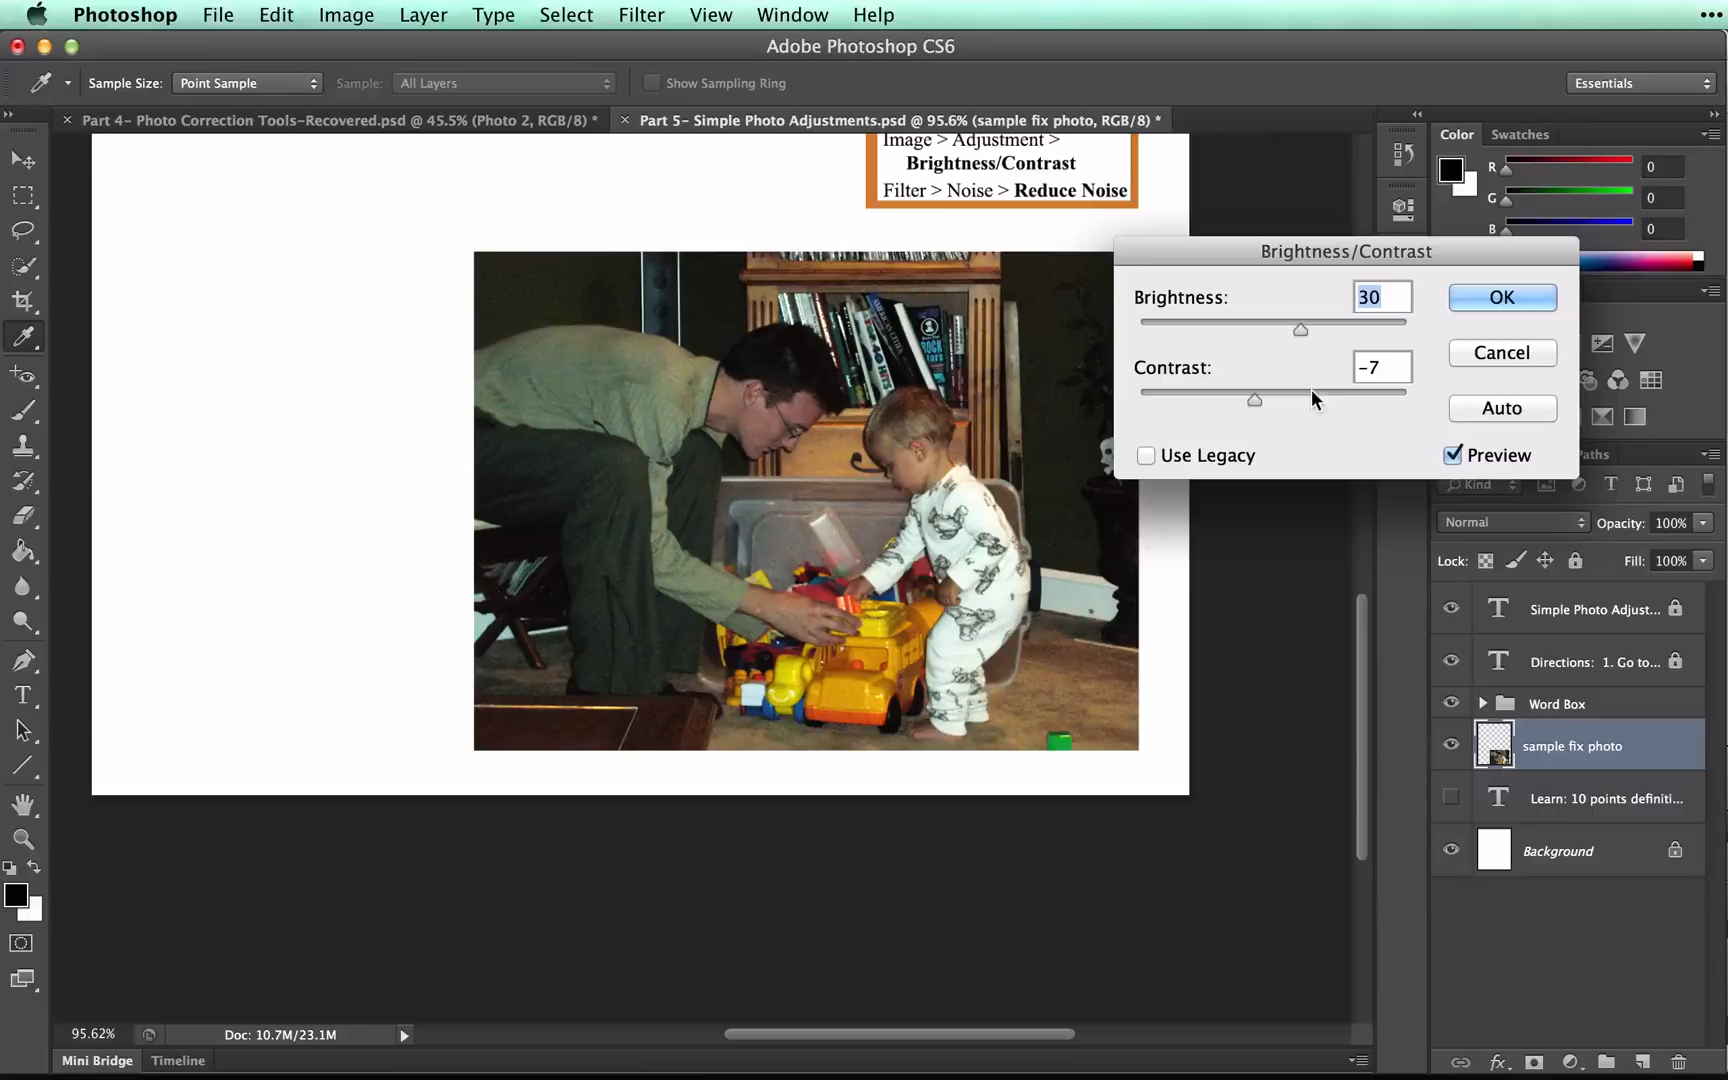 Photoshop File Edit Image Layer Type Select Filter View Window Help
Adobe Photoshop CS6
Sample Size: Point Sample Sample: All Layers Show Sampling Ring Essentials
Part 4- Photo Correction Tools-Recovered.psd @ 45.5% (Photo 2, RGB/8) * Part 5- Simple Photo Adjustments.psd @ 95.6% (sample fix photo, RGB/8) *
Color Swatches
Image > Adjustment >
Brightness/Contrast
Filter > Noise > Reduce Noise
R 0
G 0
B 0
Brightness/Contrast
Brightness: 30 OK
Cancel
Contrast: -7
Auto
Use Legacy Preview
Paths
Kind
Normal Opacity: 100%
Lock: Fill: 100%
Simple Photo Adjust...
Directions: 1. Go to...
Word Box
sample fix photo
Learn: 10 points definiti...
Background
95.62% Doc: 10.7M/23.1M
Mini Bridge Timeline